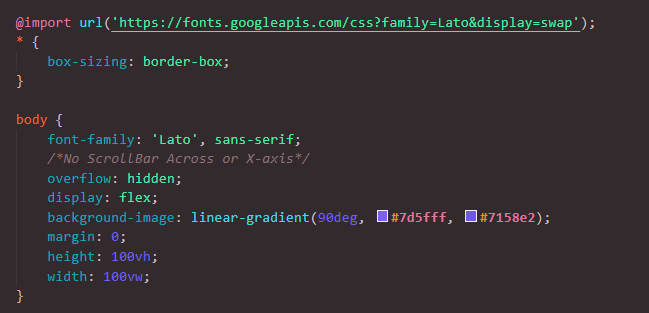 @import url('https://fonts.googleapis.com/css?family=Lato&display=swap');
* {
    box-sizing: border-box;
}

body {
    font-family: 'Lato', sans-serif;
    /*No ScrollBar Across or X-axis*/
    overflow: hidden;
    display: flex;
    background-image: linear-gradient(90deg, #7d5fff, #7158e2);
    margin: 0;
    height: 100vh;
    width: 100vw;
}